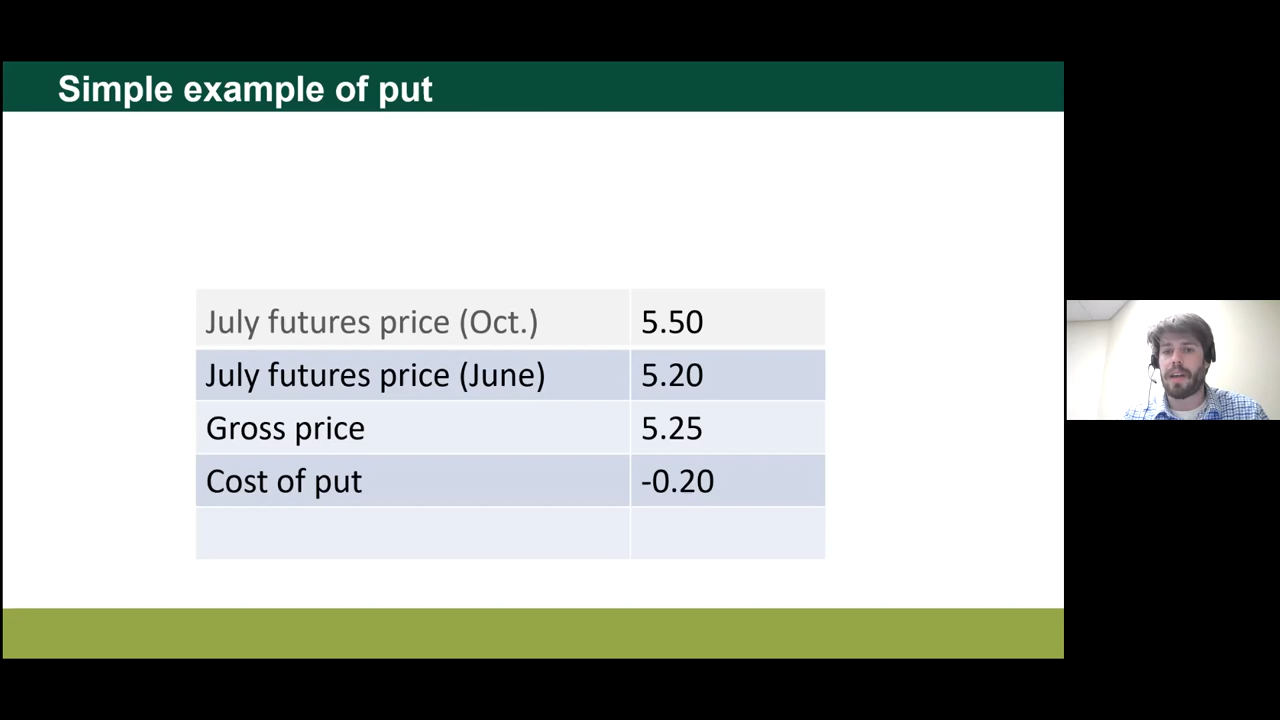 Simple example of put
July futures price (Oct.) 5.50
July futures price (June) 5.20
Gross price 5.25
Cost of put -0.20